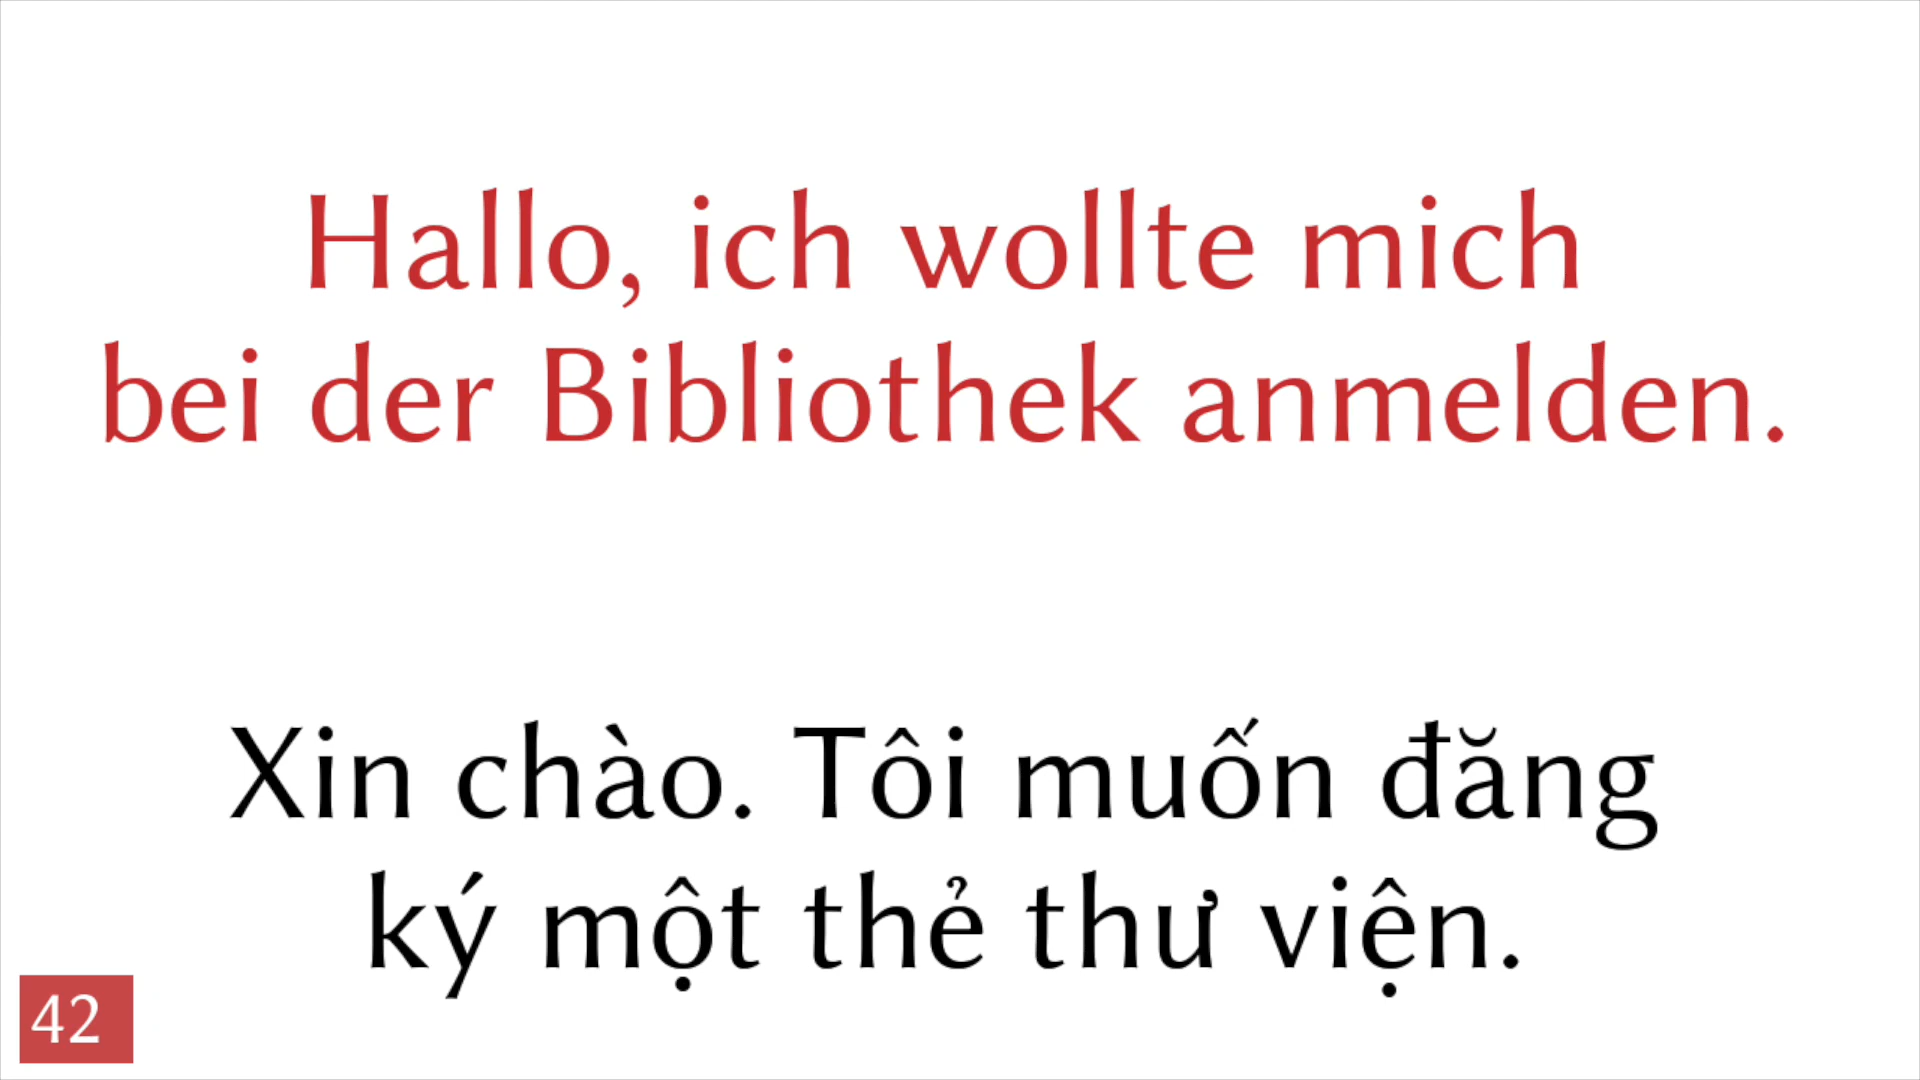 Hallo, ich wollte mich
bei der Bibliothek anmelden.
Xin chào. Tôi muốn đăng
ký một thẻ thư viện.
42